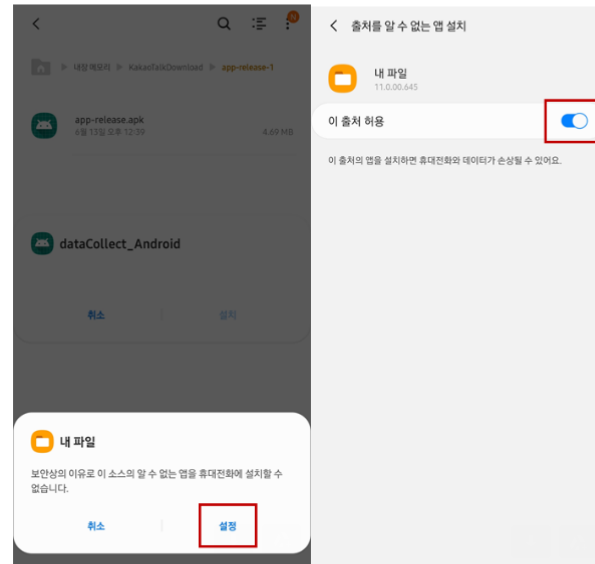 내장 메모리 ▶ KakaoTalkDownload ▶ app-release-1
app-release.apk
6월 13일 오후 12:39
4.69 MB
dataCollect_Android
취소
설치
내 파일
보안상의 이유로 이 소스의 알 수 없는 앱을 휴대전화에 설치할 수
없습니다.
취소
설정
출처를 알 수 없는 앱 설치
내 파일
11.0.00.645
이 출처 허용
이 출처의 앱을 설치하면 휴대전화와 데이터가 손상될 수 있어요.